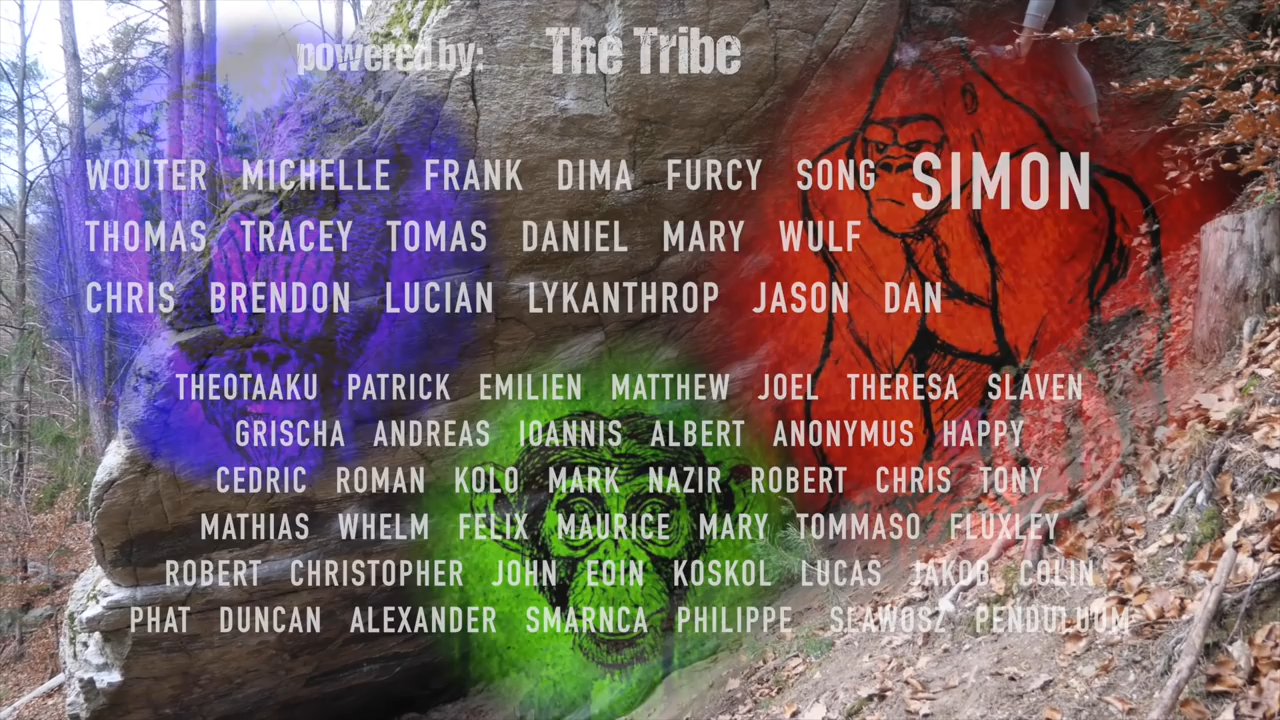 powered by: The Tribe
WOUTER MICHELLE FRANK DIMA FURCY SONG SIMON
THOMAS TRACEY TOMAS DANIEL MARY WULF
CHRIS BRENDON LUCIAN LYKANTHROP JASON DAN
THEOTAAKU PATRICK EMILIEN MATTHEW JOEL THERESA SLAVEN
GRISCHA ANDREAS IOANNIS ALBERT ANONYMUS HAPPY
CEDRIC ROMAN KOLO MARK NAZIR ROBERT CHRIS TONY
MATHIAS WHELM FELIX MAURICE MARY TOMMASO FLUXLEY
ROBERT CHRISTOPHER JOHN EOIN KOSKOL LUCAS JAKOB COLIN
PHAT DUNCAN ALEXANDER SMARNCA PHILIPPE SLAWOSZ PENDULUUM